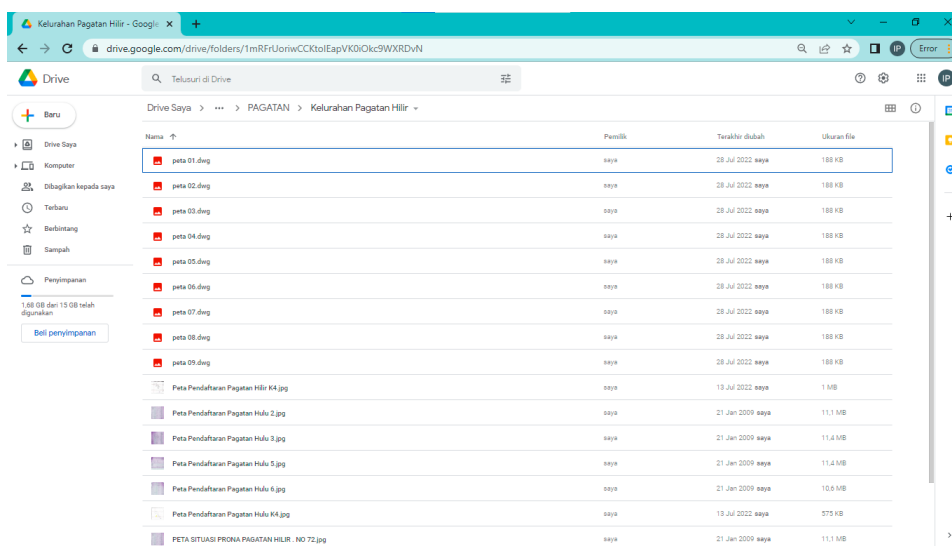 Kelurahan Pagatan Hilir - Google
drive.google.com/drive/folders/1mRFrUoriwCCKtolEapVK0iOkc9WXRDvN
IP
Error
Drive
Telusuri di Drive
IP
Baru
Drive Saya > ... > PAGATAN > Kelurahan Pagatan Hilir
Drive Saya
Komputer
Dibagikan kepada saya
Terbaru
Berbintang
Sampah
Penyimpanan
1,68 GB dari 15 GB telah
digunakan
Beli penyimpanan
Nama Pemilik Terakhir diubah Ukuran file
peta 01.dwg saya 28 Jul 2022 saya 188 KB
peta 02.dwg saya 28 Jul 2022 saya 188 KB
peta 03.dwg saya 28 Jul 2022 saya 188 KB
peta 04.dwg saya 28 Jul 2022 saya 188 KB
peta 05.dwg saya 28 Jul 2022 saya 188 KB
peta 06.dwg saya 28 Jul 2022 saya 188 KB
peta 07.dwg saya 28 Jul 2022 saya 188 KB
peta 08.dwg saya 28 Jul 2022 saya 188 KB
peta 09.dwg saya 28 Jul 2022 saya 188 KB
Peta Pendaftaran Pagatan Hilir K4.jpg saya 13 Jul 2022 saya 1 MB
Peta Pendaftaran Pagatan Hulu 2.jpg saya 21 Jan 2009 saya 11,1 MB
Peta Pendaftaran Pagatan Hulu 3.jpg saya 21 Jan 2009 saya 11,4 MB
Peta Pendaftaran Pagatan Hulu 5.jpg saya 21 Jan 2009 saya 11,4 MB
Peta Pendaftaran Pagatan Hulu 6.jpg saya 21 Jan 2009 saya 10,6 MB
Peta Pendaftaran Pagatan Hulu K4.jpg saya 13 Jul 2022 saya 575 KB
PETA SITUASI PRONA PAGATAN HILIR . NO 72.jpg saya 21 Jan 2009 saya 11,1 MB